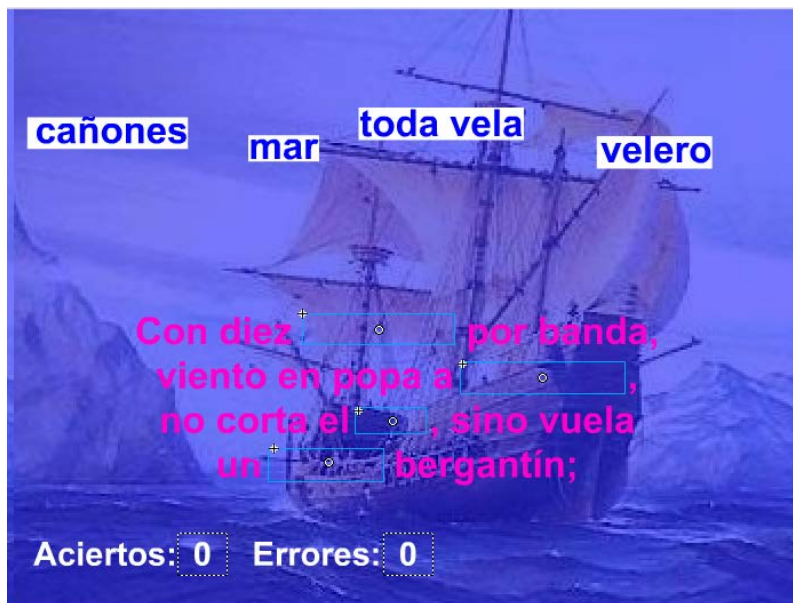 cañones
mar
toda vela
velero
Con diez por banda,
viento en popa a ,
no corta el , sino vuela
un bergantín;
Aciertos: 0 Errores: 0